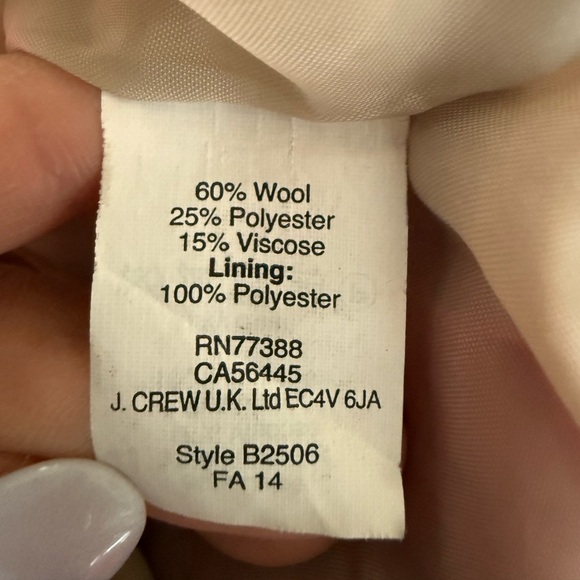 60% Wool
25% Polyester
15% Viscose
Lining:
100% Polyester
RN77388
CA56445
J. CREW U.K. Ltd EC4V 6JA
Style B2506
FA 14